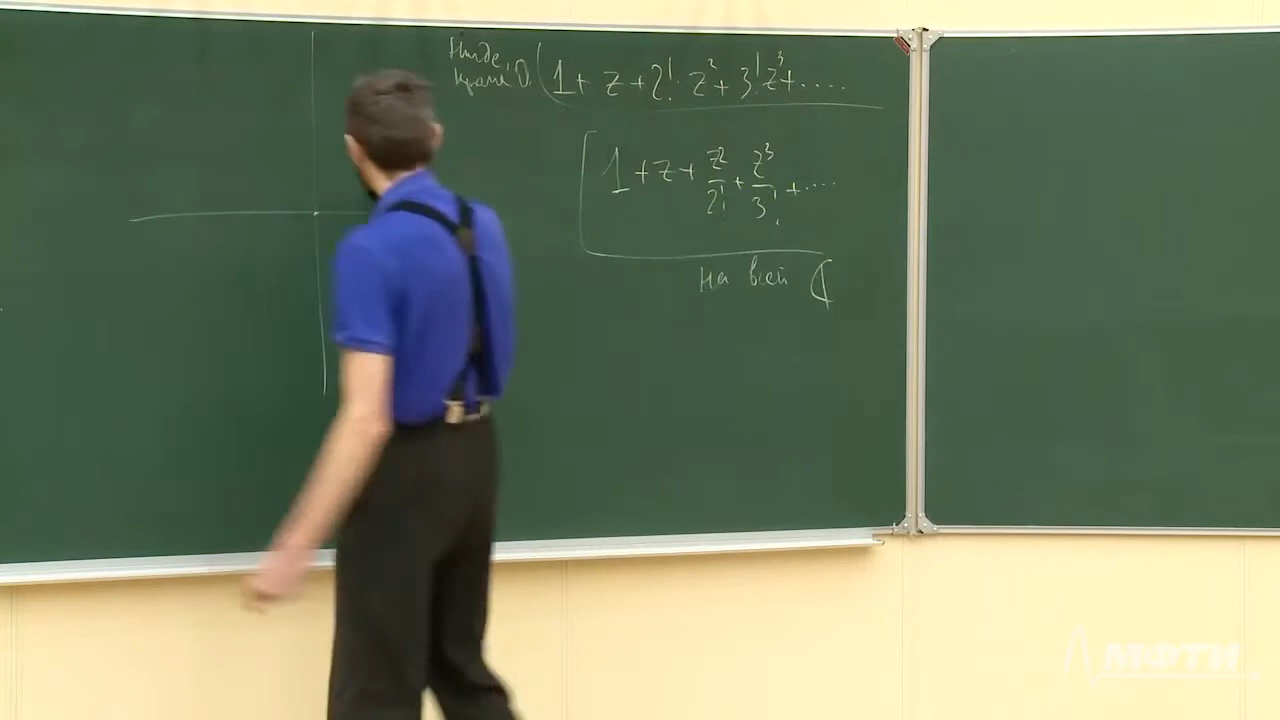 Нигде, кроме 0. (1 + z + 2! · z² + 3! z³ + ....
1 + z + z²/2! + z³/3! + ....
на всей ℂ
МФТИ